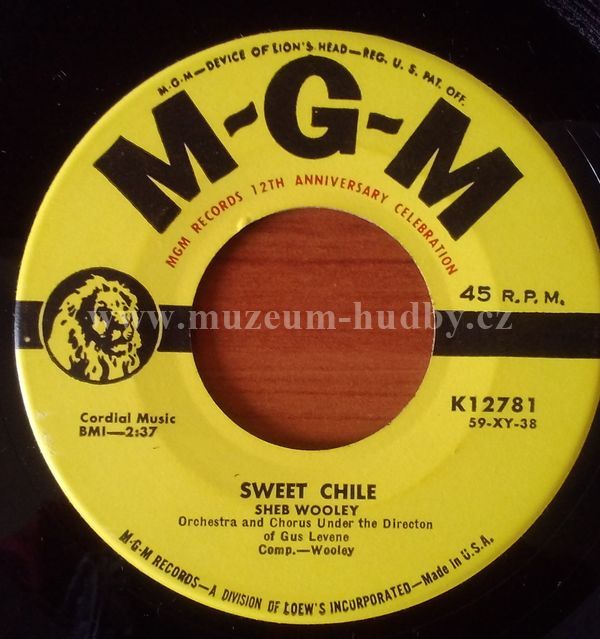 M-G-M—DEVICE OF LION'S HEAD—REG. U. S. PAT. OFF.
M-G-M
MGM RECORDS 12TH ANNIVERSARY CELEBRATION
45 R.P.M.
www.muzeum-hudby.cz
Cordial Music
BMI—2:37
K12781
59-XY-38
SWEET CHILE
SHEB WOOLEY
Orchestra and Chorus Under the Directon
of Gus Levene
Comp.—Wooley
M-G-M RECORDS—A DIVISION OF LOEW'S INCORPORATED—Made in U.S.A.